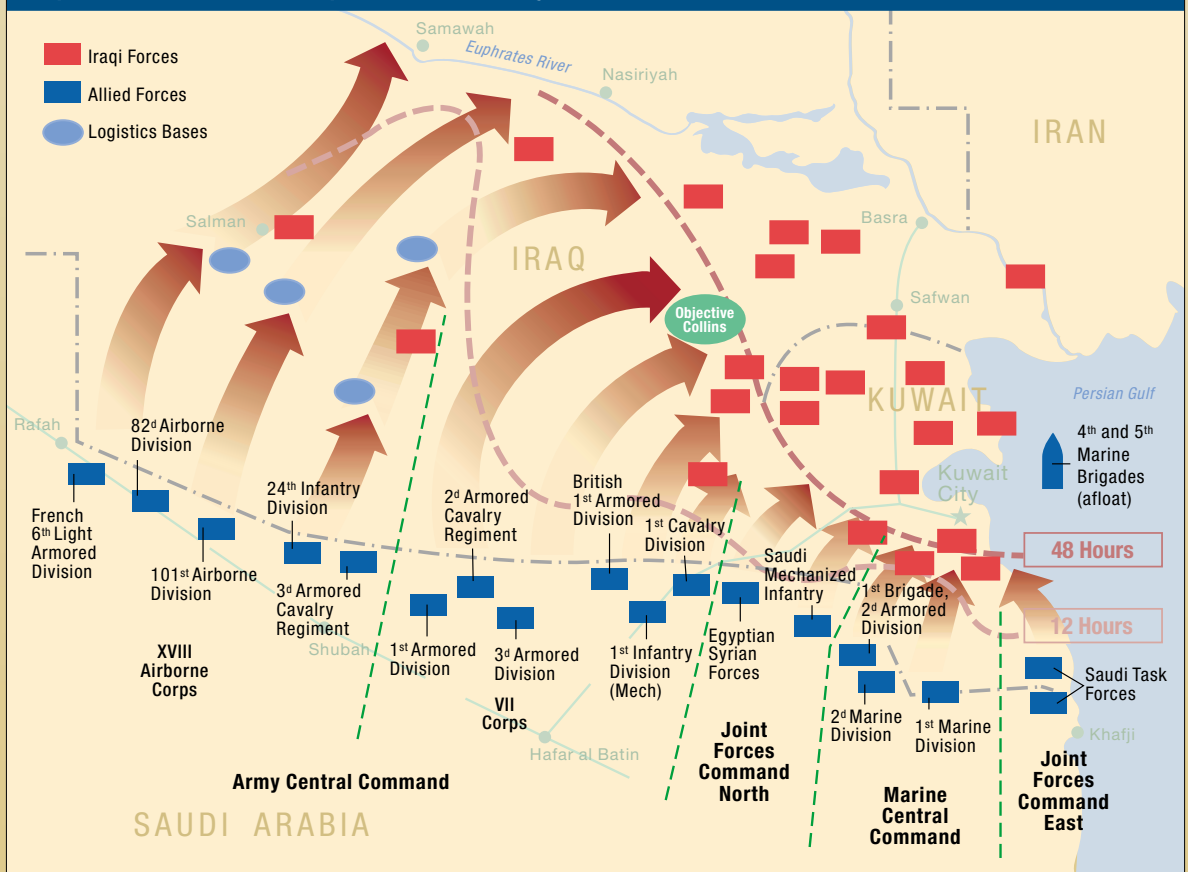 Samawah
Euphrates River
Nasiriyah
Iraqi Forces
Allied Forces
Logistics Bases
IRAN
Salman
IRAQ
Basra
Safwan
Objective
Collins
KUWAIT
Persian Gulf
Rafah
82d Airborne
Division
4th and 5th
Marine
Brigades
(afloat)
Kuwait
City
French
6th Light
Armored
Division
101st Airborne
Division
24th Infantry
Division
3d Armored
Cavalry
Regiment
2d Armored
Cavalry
Regiment
British
1st Armored
Division
1st Cavalry
Division
Saudi
Mechanized
Infantry
1st Brigade,
2d Armored
Division
48 Hours
12 Hours
XVIII
Airborne
Corps
Shubah
1st Armored
Division
3d Armored
Division
1st Infantry
Division
(Mech)
Egyptian
Syrian
Forces
Saudi Task
Forces
VII
Corps
2d Marine
Division
1st Marine
Division
Khafji
Hafar al Batin
Army Central Command
Joint
Forces
Command
North
Marine
Central
Command
Joint
Forces
Command
East
SAUDI ARABIA